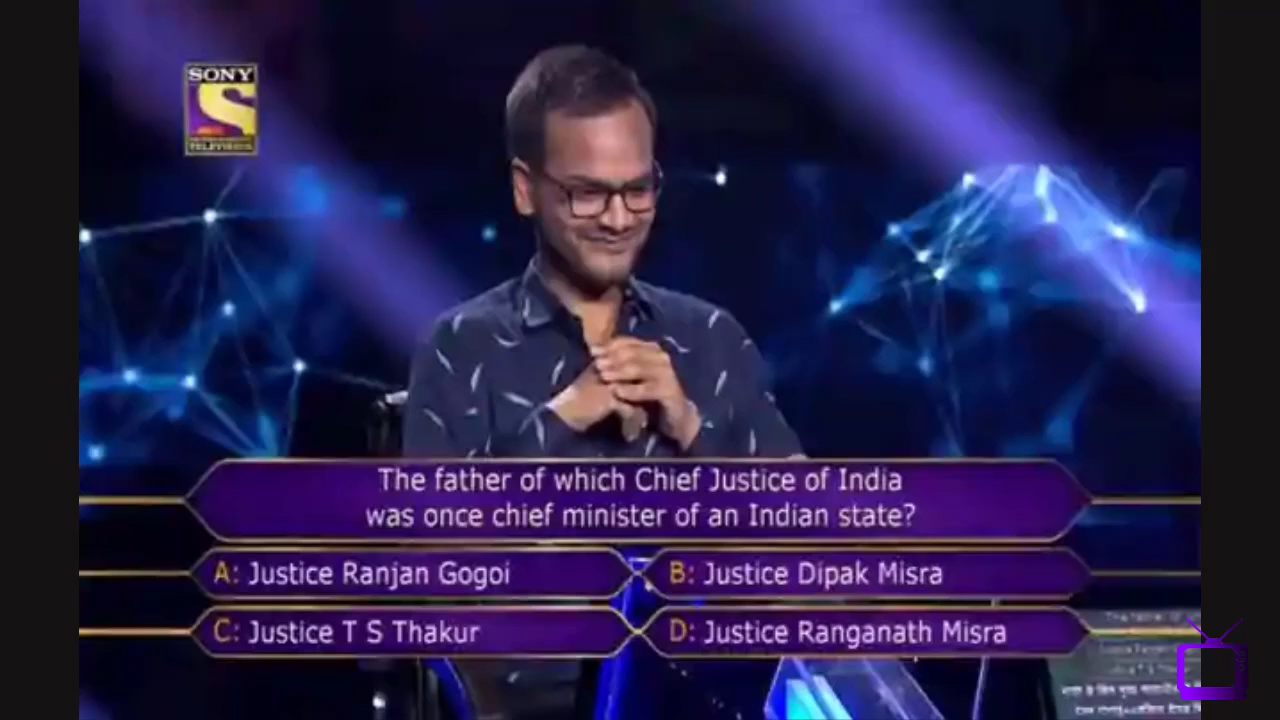 SONY
TELEVISION
The father of which Chief Justice of India
was once chief minister of an Indian state?
A: Justice Ranjan Gogoi
B: Justice Dipak Misra
C: Justice T S Thakur
D: Justice Ranganath Misra